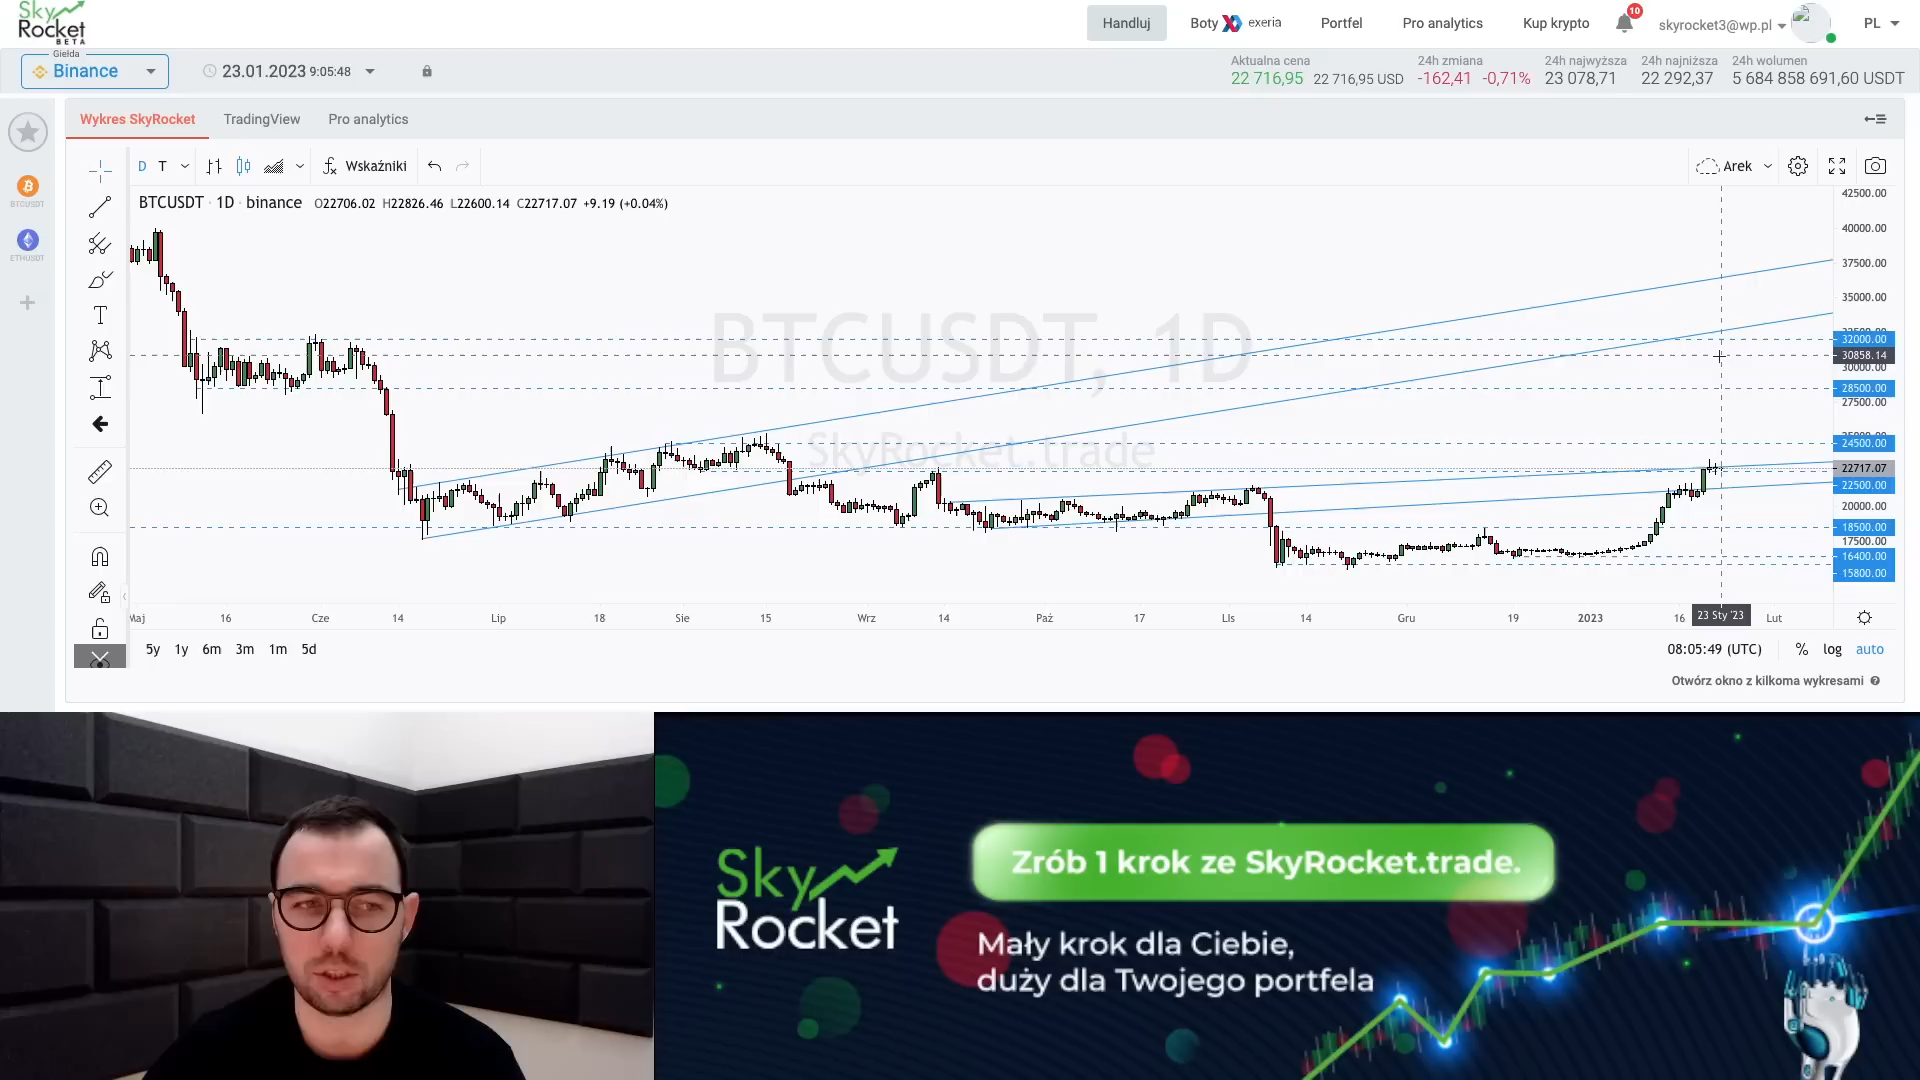 Sky
Rocket
BETA
Handluj
Boty exeria
Portfel
Pro analytics
Kup krypto
10
skyrocket3@wp.pl
PL
Giełda
Binance
23.01.2023 9:05:48
Aktualna cena
22 716,95 22 716,95 USD
24h zmiana
-162,41 -0,71%
24h najwyższa
23 078,71
24h najniższa
22 292,37
24h wolumen
5 684 858 691,60 USDT
Wykres SkyRocket
TradingView
Pro analytics
BTCUSDT
ETHUSDT
D T
Wskaźniki
Arek
BTCUSDT · 1D · binance O22706.02 H22826.46 L22600.14 C22717.07 +9.19 (+0.04%)
BTCUSDT, 1D
SkyRocket.trade
42500.00
40000.00
37500.00
35000.00
32000.00
30858.14
30000.00
28500.00
27500.00
24500.00
22717.07
22500.00
20000.00
18500.00
17500.00
16400.00
15800.00
Maj 16 Cze 14 Lip 18 Sie 15 Wrz 14 Paź 17 LIs 14 Gru 19 2023 16 23 Sty '23 Lut
5y 1y 6m 3m 1m 5d
08:05:49 (UTC) % log auto
Otwórz okno z kilkoma wykresami
Sky
Rocket
Zrób 1 krok ze SkyRocket.trade.
Mały krok dla Ciebie,
duży dla Twojego portfela